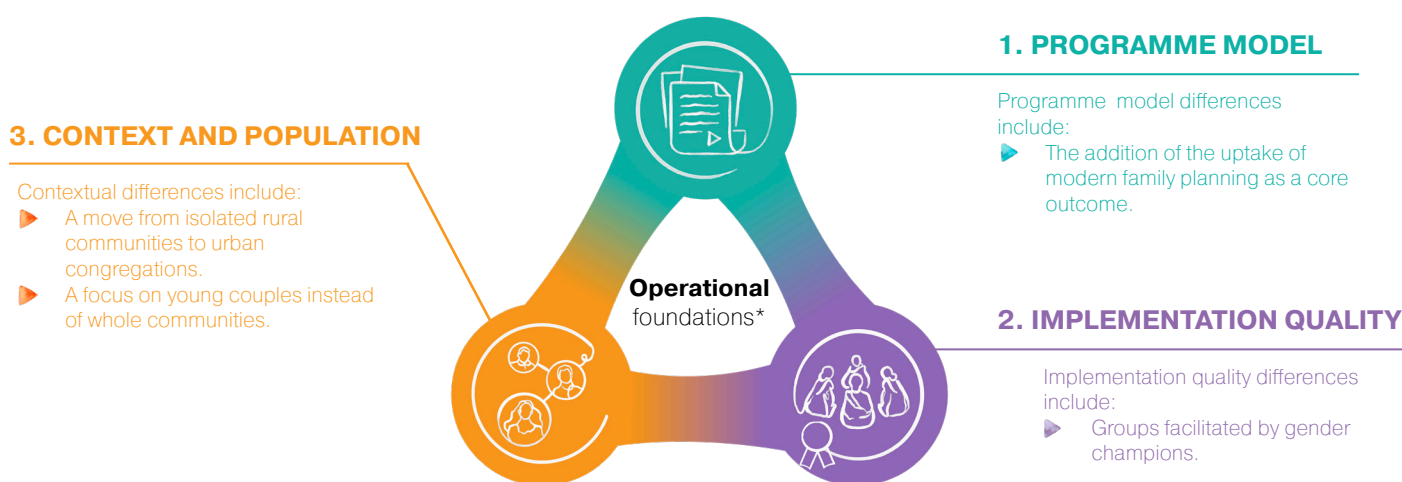 1. PROGRAMME MODEL
Programme model differences
include:
The addition of the uptake of
modern family planning as a core
outcome.
3. CONTEXT AND POPULATION
Contextual differences include:
A move from isolated rural
communities to urban
congregations.
A focus on young couples instead
of whole communities.
Operational
foundations*
2. IMPLEMENTATION QUALITY
Implementation quality differences
include:
Groups facilitated by gender
champions.